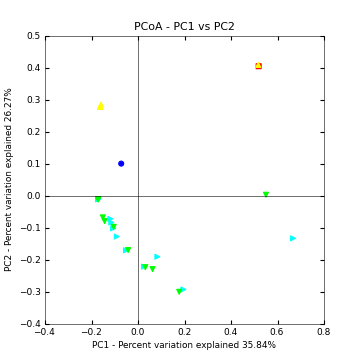 PCoA - PC1 vs PC2
0.5
0.4
0.3
0.2
0.1
0.0
−0.1
−0.2
−0.3
−0.4
−0.4 −0.2 0.0 0.2 0.4 0.6 0.8
PC2 - Percent variation explained 26.27%
PC1 - Percent variation explained 35.84%